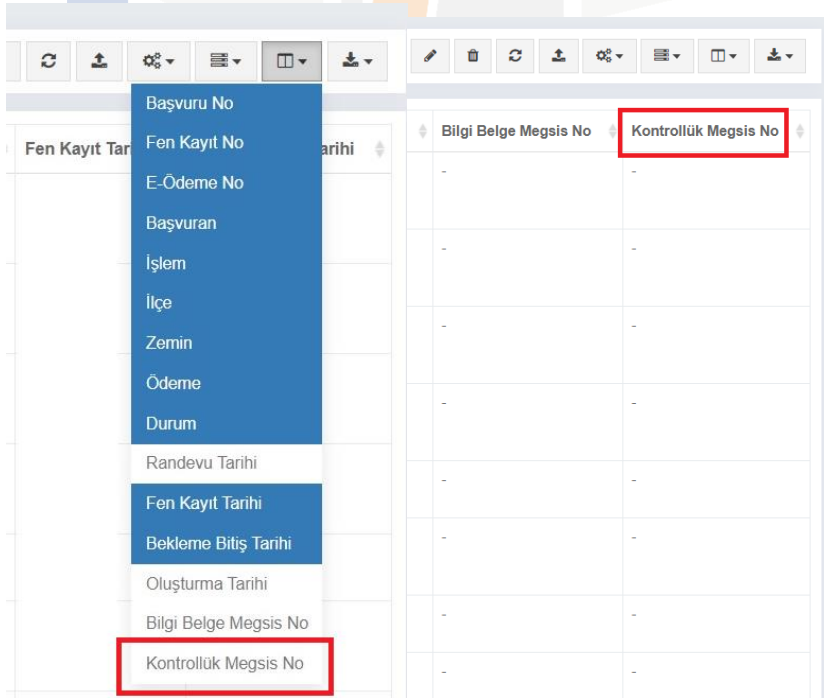 Fen Kayıt Tar
arihi
Başvuru No
Fen Kayıt No
E-Ödeme No
Başvuran
İşlem
İlçe
Zemin
Ödeme
Durum
Randevu Tarihi
Fen Kayıt Tarihi
Bekleme Bitiş Tarihi
Oluşturma Tarihi
Bilgi Belge Megsis No
Kontrollük Megsis No
Bilgi Belge Megsis No Kontrollük Megsis No
- -
- -
- -
- -
- -
- -
- -